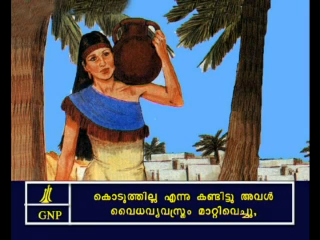 കൊടുത്തില്ല എന്നു കണ്ടിട്ടു അവൾ
വൈധവ്യവസ്ത്രം മാറ്റിവെച്ചു,
GNP